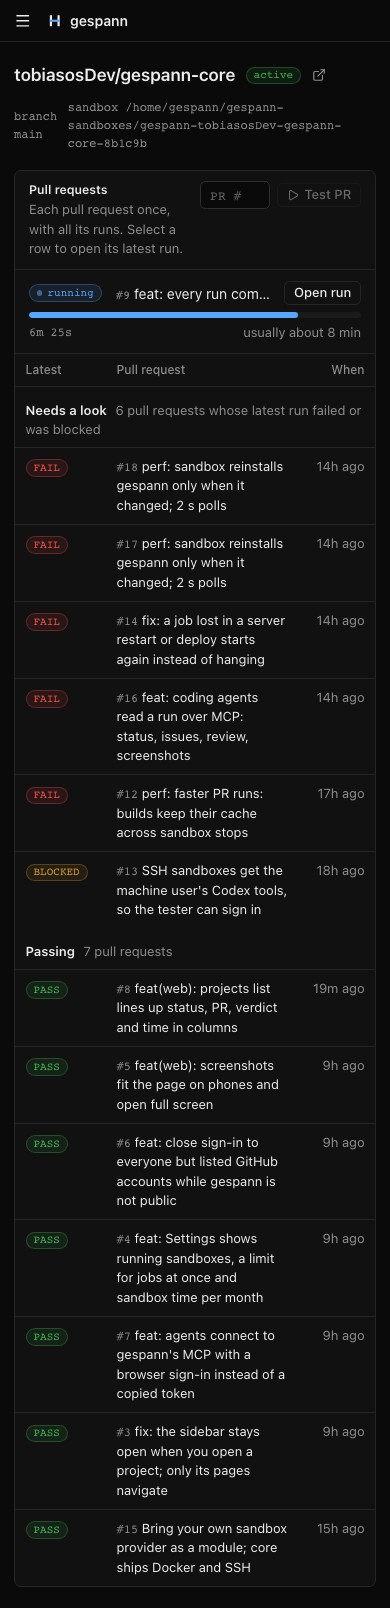 gespann
tobiasosDev/gespann-core active
branch
main
sandbox /home/gespann/gespann-
sandboxes/gespann-tobiasosDev-gespann-
core-8b1c9b
Pull requests
Each pull request once,
with all its runs. Select a
row to open its latest run.
PR #
Test PR
running #9 feat: every run com... Open run
6m 25s usually about 8 min
Latest Pull request When
Needs a look 6 pull requests whose latest run failed or
was blocked
FAIL #18 perf: sandbox reinstalls 14h ago
gespann only when it
changed; 2 s polls
FAIL #17 perf: sandbox reinstalls 14h ago
gespann only when it
changed; 2 s polls
FAIL #14 fix: a job lost in a server 14h ago
restart or deploy starts
again instead of hanging
FAIL #16 feat: coding agents 14h ago
read a run over MCP:
status, issues, review,
screenshots
FAIL #12 perf: faster PR runs: 17h ago
builds keep their cache
across sandbox stops
BLOCKED #13 SSH sandboxes get the 18h ago
machine user's Codex tools,
so the tester can sign in
Passing 7 pull requests
PASS #8 feat(web): projects list 19m ago
lines up status, PR, verdict
and time in columns
PASS #5 feat(web): screenshots 9h ago
fit the page on phones and
open full screen
PASS #6 feat: close sign-in to 9h ago
everyone but listed GitHub
accounts while gespann is
not public
PASS #4 feat: Settings shows 9h ago
running sandboxes, a limit
for jobs at once and
sandbox time per month
PASS #7 feat: agents connect to 9h ago
gespann's MCP with a
browser sign-in instead of a
copied token
PASS #3 fix: the sidebar stays 9h ago
open when you open a
project; only its pages
navigate
PASS #15 Bring your own sandbox 15h ago
provider as a module; core
ships Docker and SSH